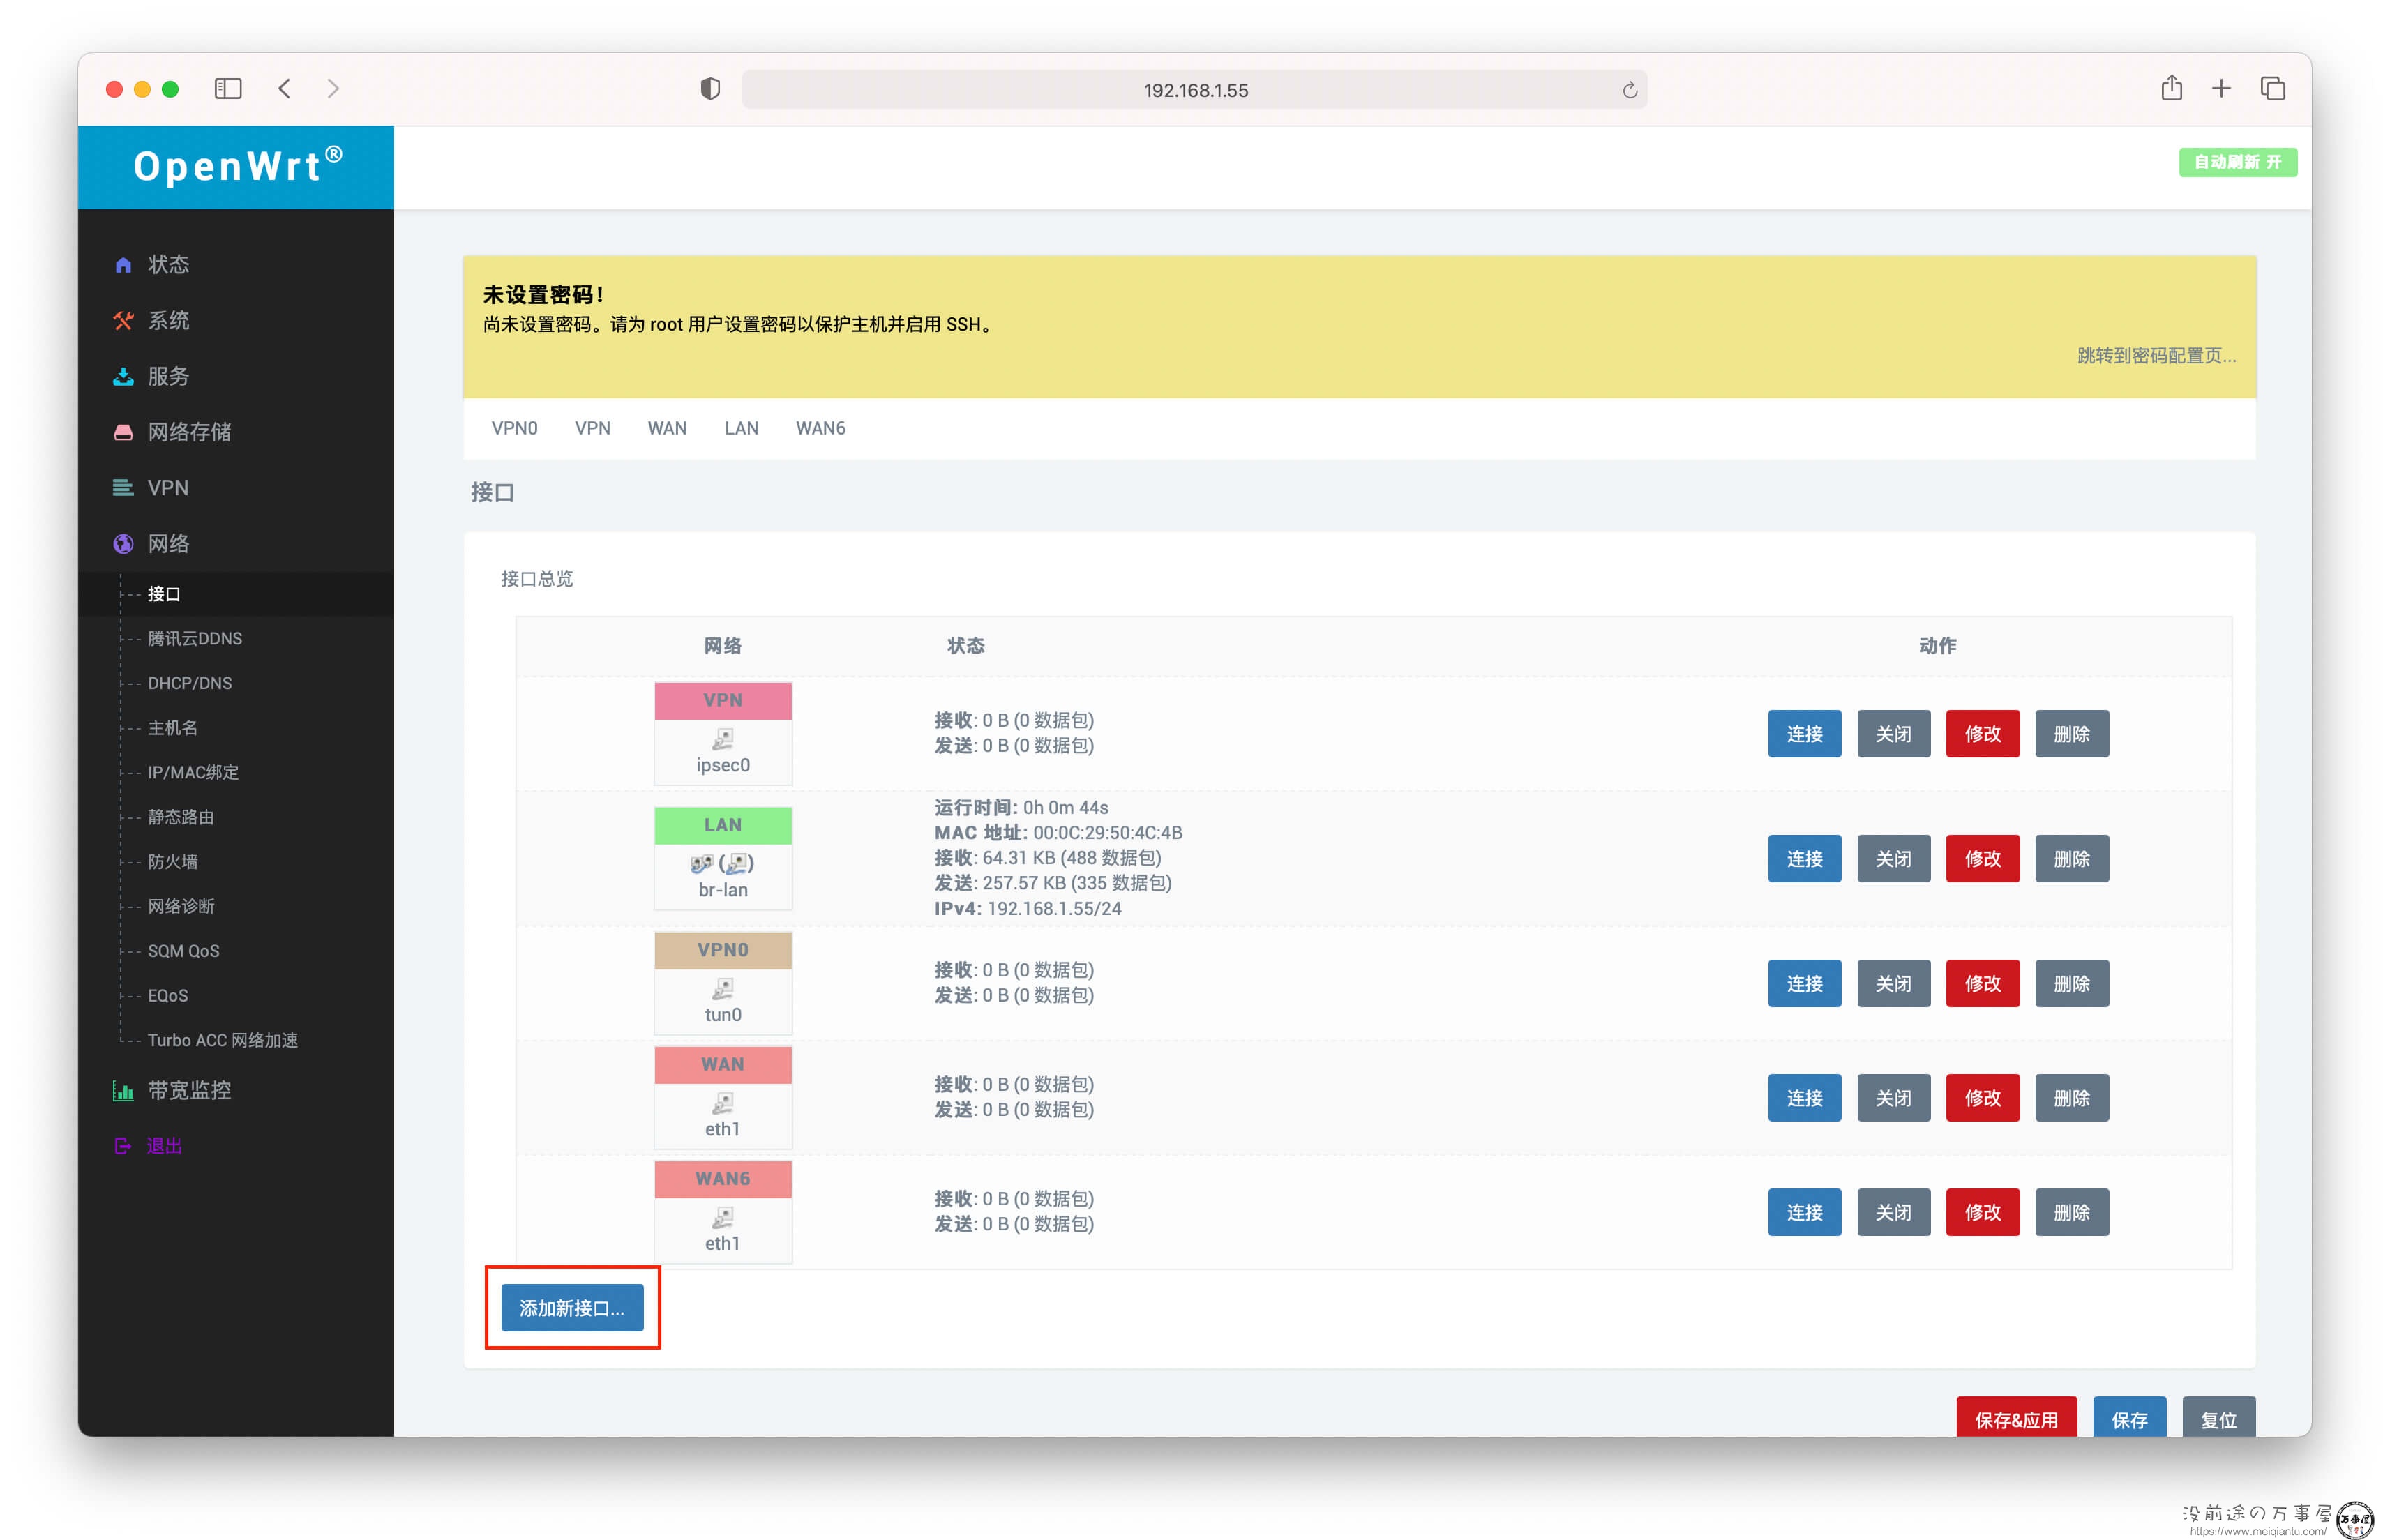 192.168.1.55
OpenWrt®
自动刷新 开
状态
系统
服务
网络存储
VPN
网络
接口
腾讯云DDNS
DHCP/DNS
主机名
IP/MAC绑定
静态路由
防火墙
网络诊断
SQM QoS
EQoS
Turbo ACC 网络加速
带宽监控
退出
未设置密码!
尚未设置密码。请为 root 用户设置密码以保护主机并启用 SSH。
跳转到密码配置页...
VPN0 VPN WAN LAN WAN6
接口
接口总览
网络 状态 动作
VPN
ipsec0
接收: 0 B (0 数据包)
发送: 0 B (0 数据包)
连接 关闭 修改 删除
LAN
( )
br-lan
运行时间: 0h 0m 44s
MAC 地址: 00:0C:29:50:4C:4B
接收: 64.31 KB (488 数据包)
发送: 257.57 KB (335 数据包)
IPv4: 192.168.1.55/24
连接 关闭 修改 删除
VPN0
tun0
接收: 0 B (0 数据包)
发送: 0 B (0 数据包)
连接 关闭 修改 删除
WAN
eth1
接收: 0 B (0 数据包)
发送: 0 B (0 数据包)
连接 关闭 修改 删除
WAN6
eth1
接收: 0 B (0 数据包)
发送: 0 B (0 数据包)
连接 关闭 修改 删除
添加新接口...
保存&应用 保存 复位
没前途の万事屋
https://www.meiqiantu.com/
万事屋